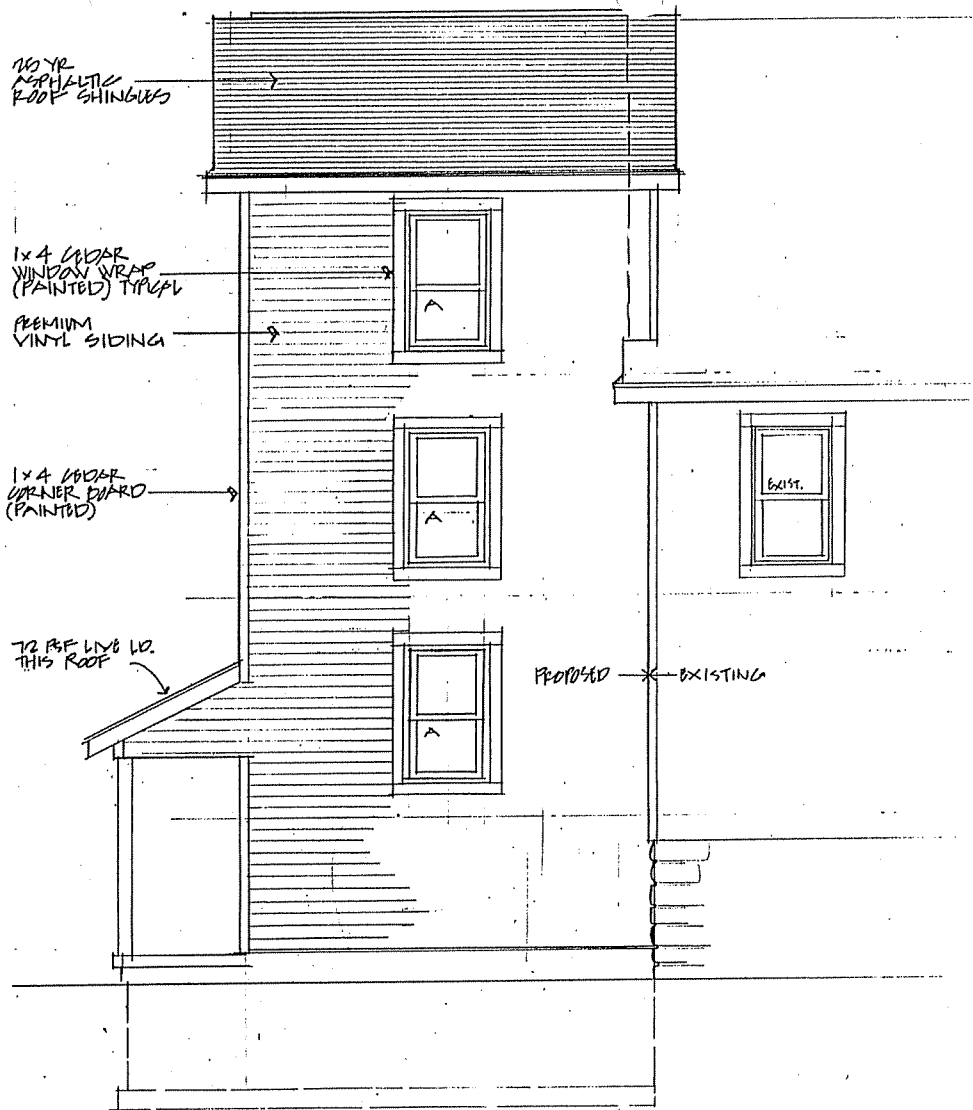 25 YR
ASPHALTIC
ROOF SHINGLES
1x4 CEDAR
WINDOW WRAP
(PAINTED) TYPICAL
A
PREMIUM
VINYL SIDING
1x4 CEDAR
CORNER BOARD
(PAINTED)
EXIST.
A
72 PSF LIVE LD.
THIS ROOF
PROPOSED
EXISTING
A